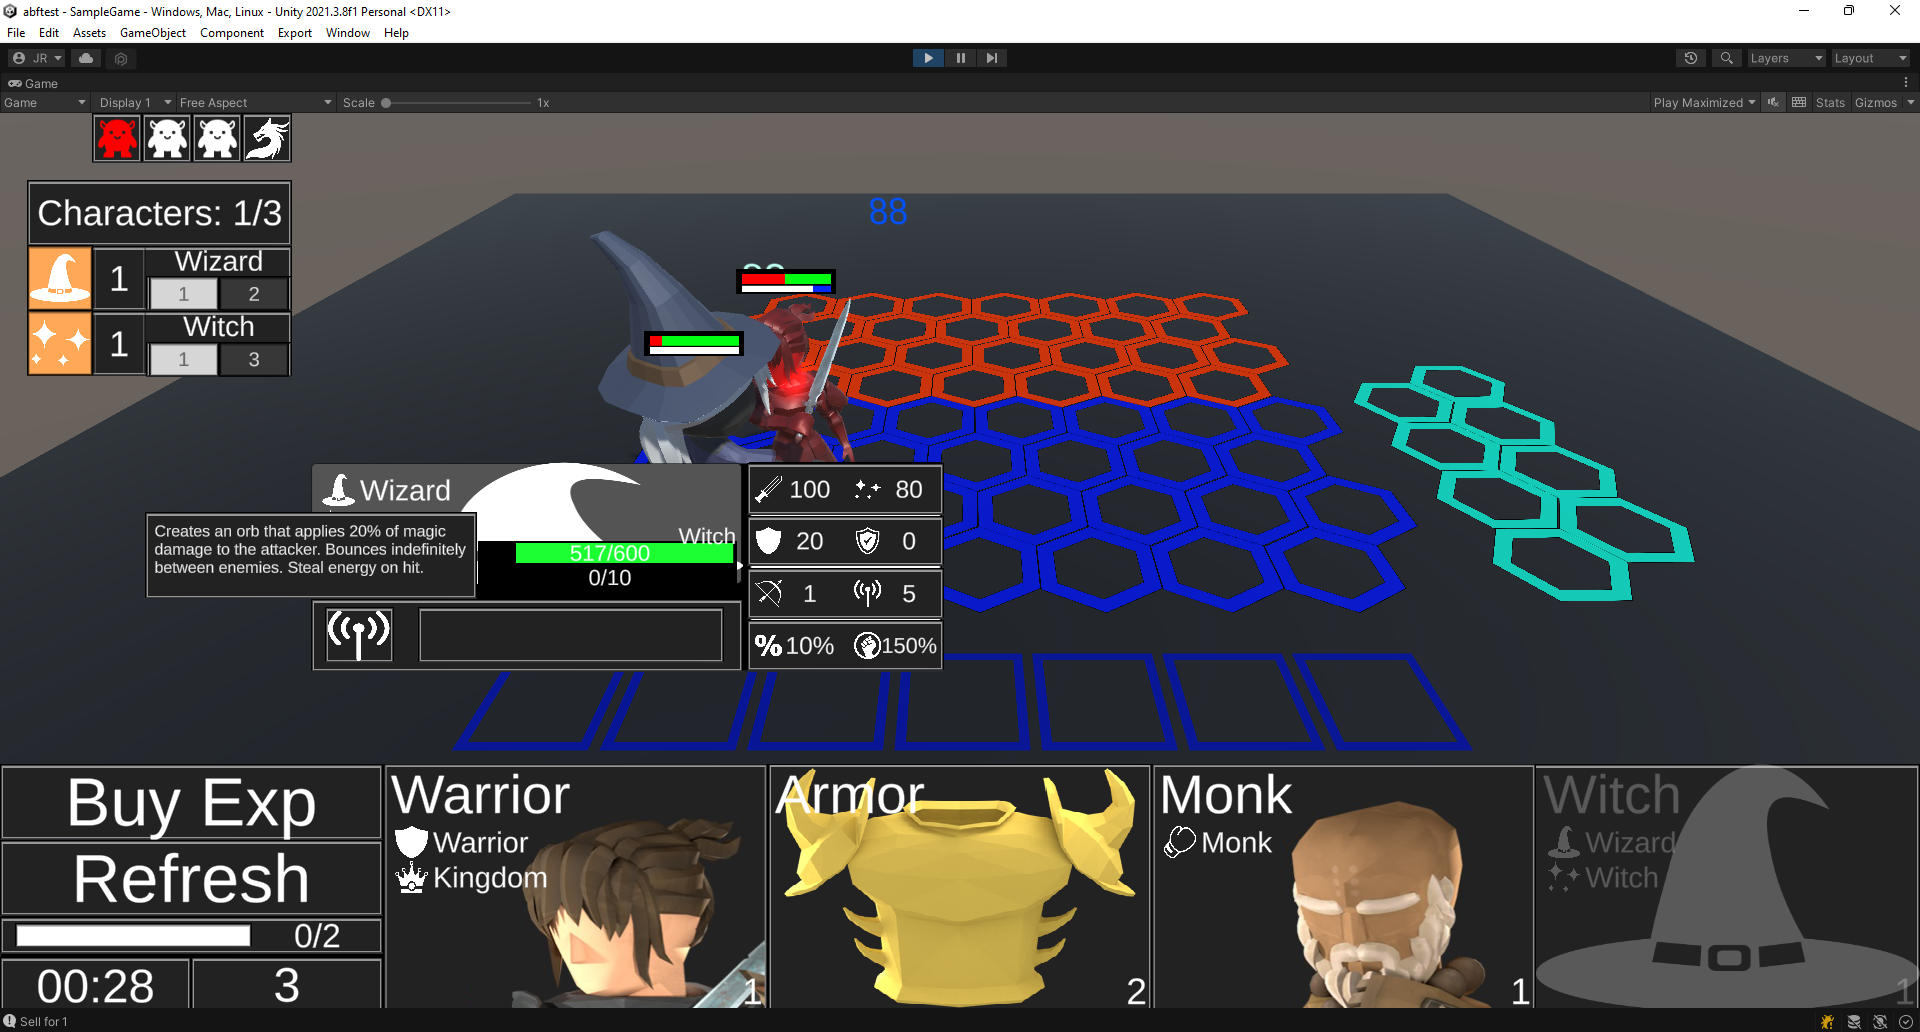 abftest - SampleGame - Windows, Mac, Linux - Unity 2021.3.8f1 Personal <DX11>
File Edit Assets GameObject Component Export Window Help
JR
Layers
Layout
Game
Game
Display 1
Free Aspect
Scale
1x
Play Maximized
Stats
Gizmos
Characters: 1/3
1
Wizard
1
2
1
Witch
1
3
88
Wizard
Witch
517/600
0/10
Creates an orb that applies 20% of magic
damage to the attacker. Bounces indefinitely
between enemies. Steal energy on hit.
100
80
20
0
1
5
% 10%
150%
Buy Exp
Refresh
0/2
00:28
3
Warrior
Warrior
Kingdom
1
Armor
2
Monk
Monk
1
Witch
Wizard
Witch
1
Sell for 1